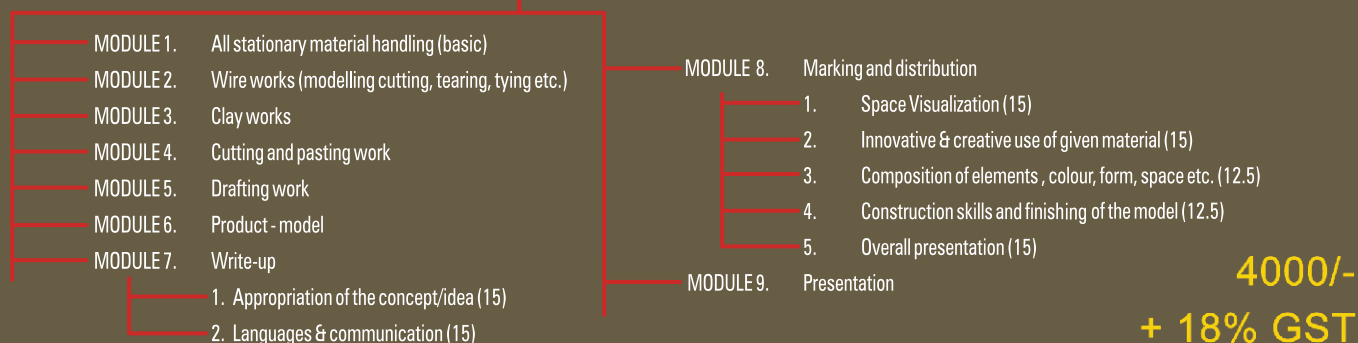 MODULE 1. All stationary material handling (basic)
MODULE 2. Wire works (modelling cutting, tearing, tying etc.)
MODULE 3. Clay works
MODULE 4. Cutting and pasting work
MODULE 5. Drafting work
MODULE 6. Product - model
MODULE 7. Write-up
1. Appropriation of the concept/idea (15)
2. Languages & communication (15)
MODULE 8. Marking and distribution
1. Space Visualization (15)
2. Innovative & creative use of given material (15)
3. Composition of elements , colour, form, space etc. (12.5)
4. Construction skills and finishing of the model (12.5)
5. Overall presentation (15)
MODULE 9. Presentation
4000/-
+ 18% GST